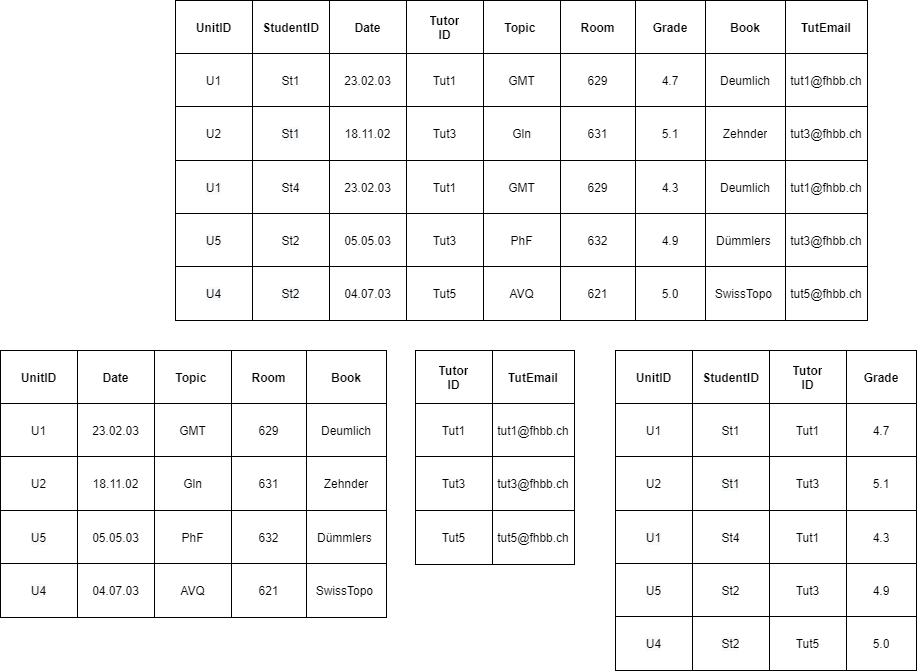 UnitID StudentID Date Tutor ID Topic Room Grade Book TutEmail
U1 St1 23.02.03 Tut1 GMT 629 4.7 Deumlich tut1@fhbb.ch
U2 St1 18.11.02 Tut3 GIn 631 5.1 Zehnder tut3@fhbb.ch
U1 St4 23.02.03 Tut1 GMT 629 4.3 Deumlich tut1@fhbb.ch
U5 St2 05.05.03 Tut3 PhF 632 4.9 Dümmlers tut3@fhbb.ch
U4 St2 04.07.03 Tut5 AVQ 621 5.0 SwissTopo tut5@fhbb.ch
UnitID Date Topic Room Book
U1 23.02.03 GMT 629 Deumlich
U2 18.11.02 GIn 631 Zehnder
U5 05.05.03 PhF 632 Dümmlers
U4 04.07.03 AVQ 621 SwissTopo
Tutor ID TutEmail
Tut1 tut1@fhbb.ch
Tut3 tut3@fhbb.ch
Tut5 tut5@fhbb.ch
UnitID StudentID Tutor ID Grade
U1 St1 Tut1 4.7
U2 St1 Tut3 5.1
U1 St4 Tut1 4.3
U5 St2 Tut3 4.9
U4 St2 Tut5 5.0